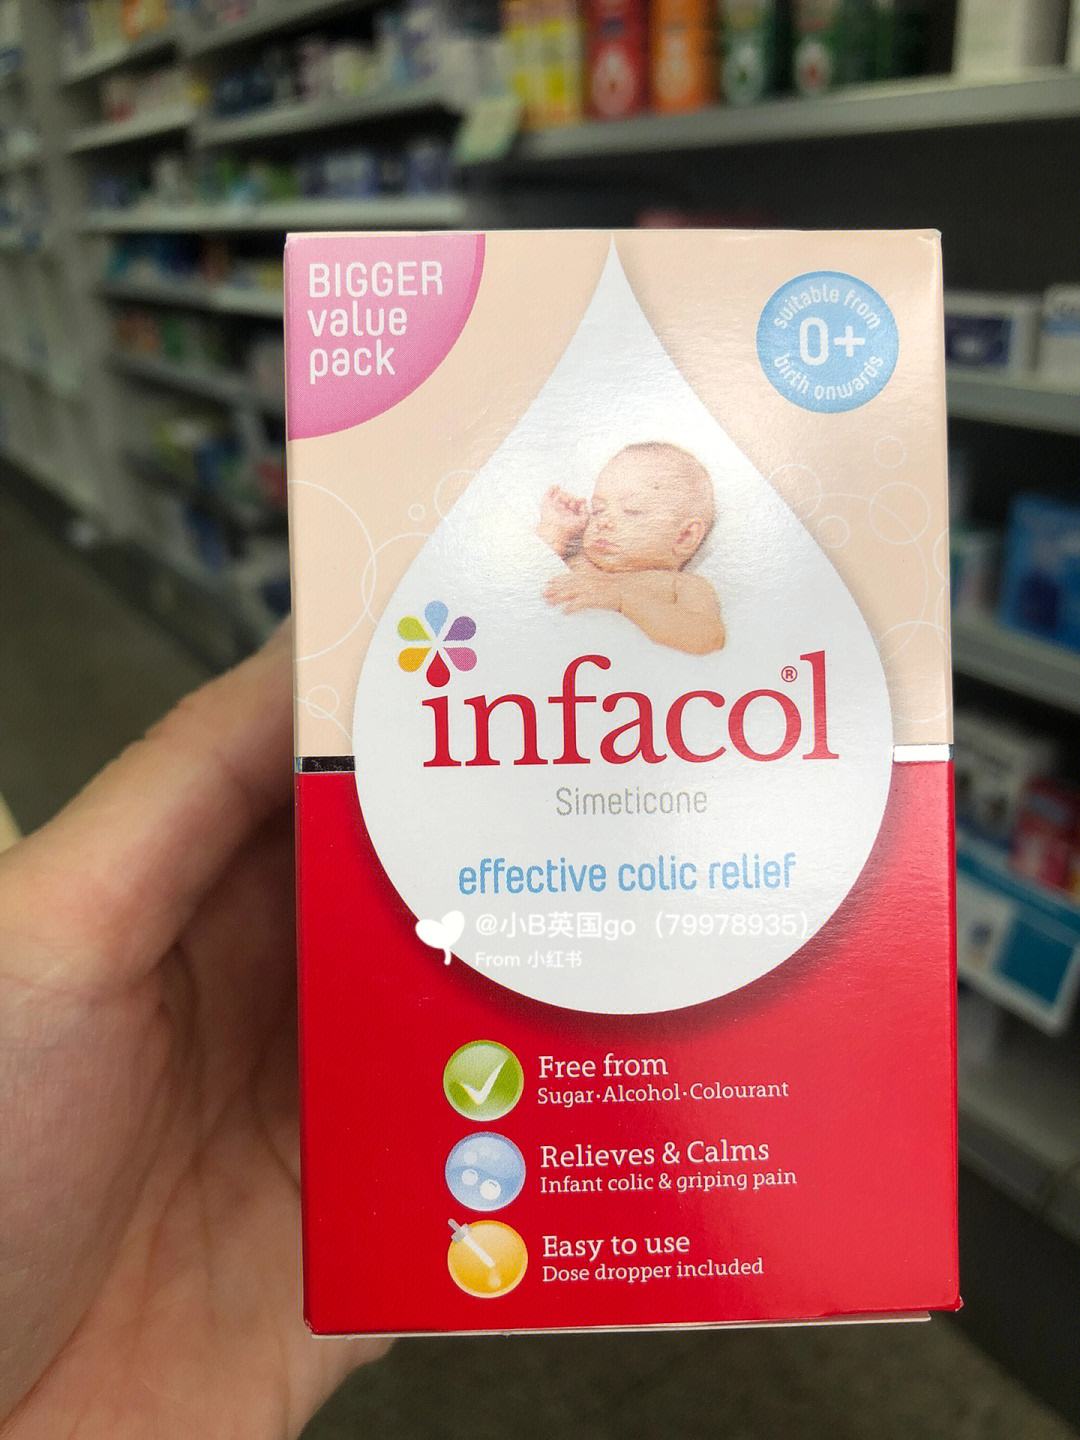 BIGGER
value
pack
suitable from
0+
birth onwards
infacol®
Simeticone
effective colic relief
@小B英国go（79978935）
From 小红书
Free from
Sugar·Alcohol·Colourant
Relieves & Calms
Infant colic & griping pain
Easy to use
Dose dropper included